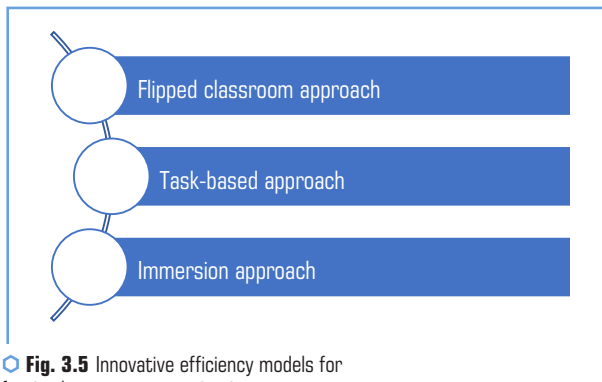 Flipped classroom approach
Task-based approach
Immersion approach
Fig. 3.5 Innovative efficiency models for